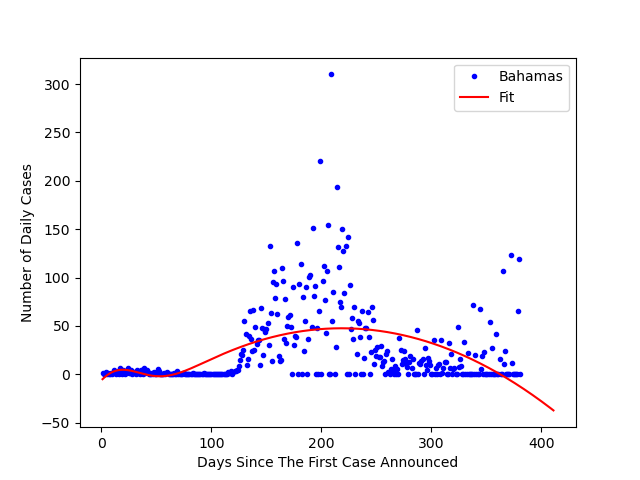 300
250
200
150
100
50
0
−50
0 100 200 300 400
Number of Daily Cases
Days Since The First Case Announced
Bahamas
Fit